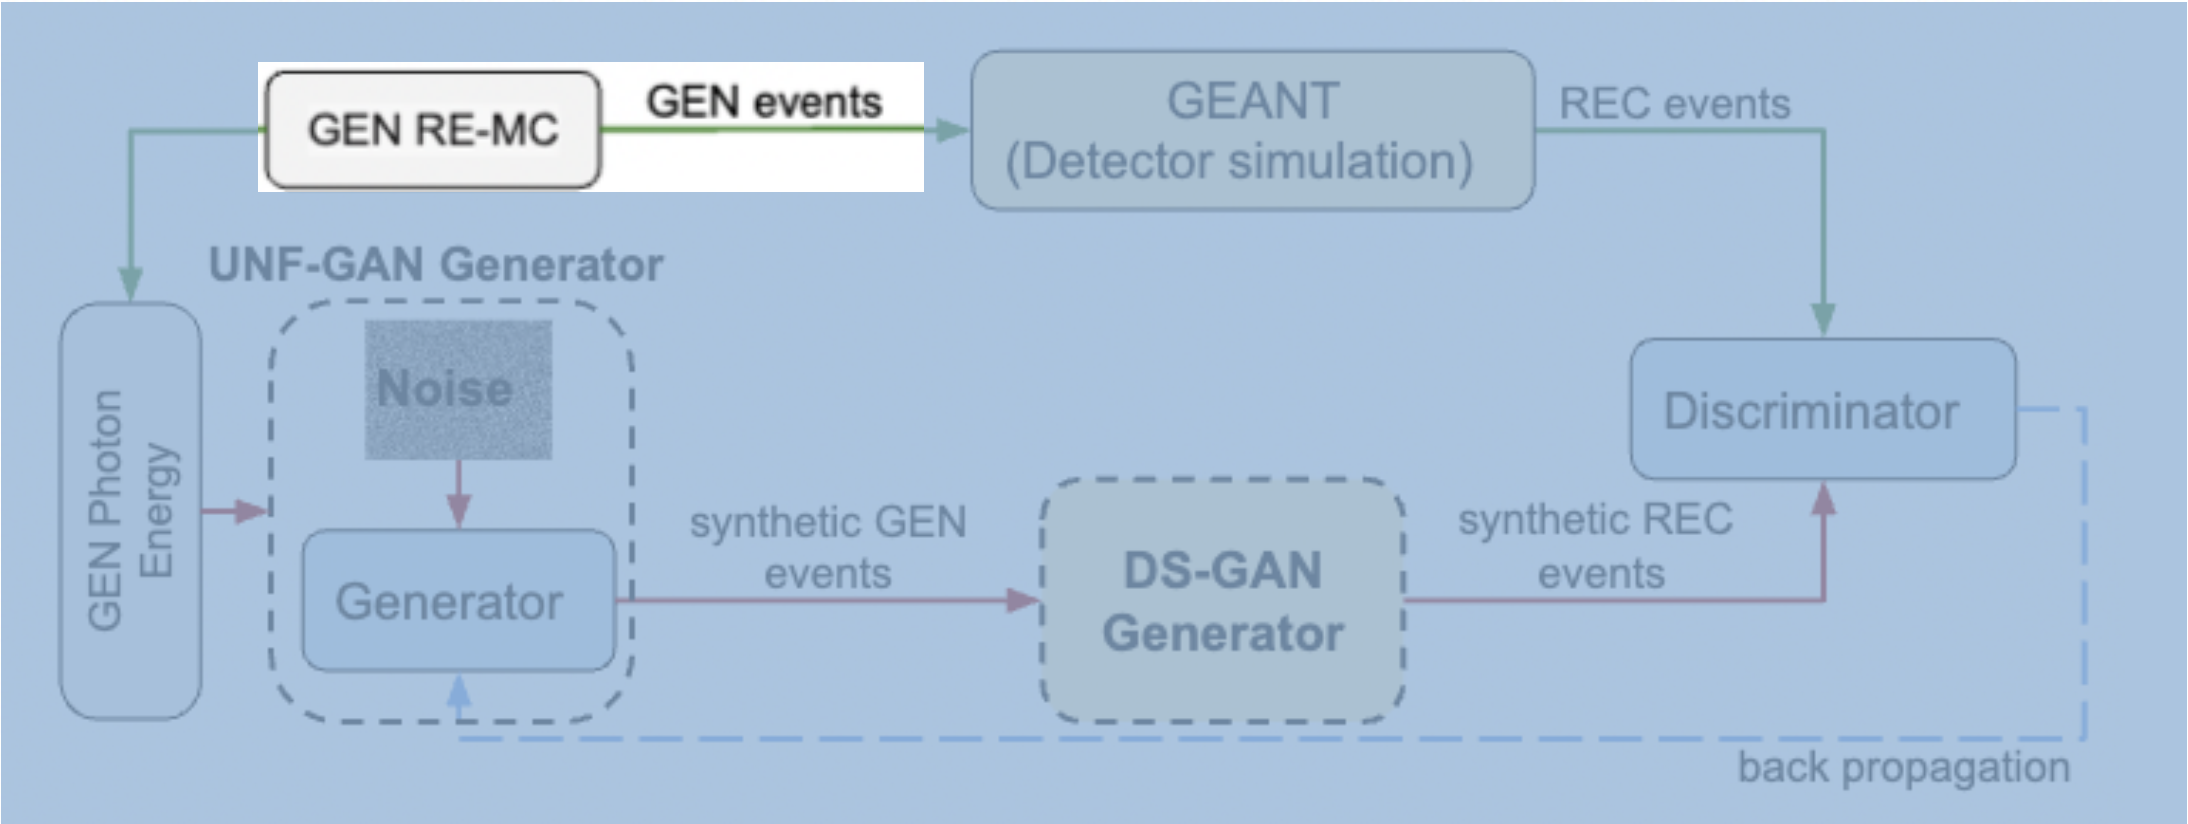 GEN RE-MC
GEN events
GEANT
(Detector simulation)
REC events
UNF-GAN Generator
Noise
GEN Photon
Energy
Generator
synthetic GEN
events
DS-GAN
Generator
synthetic REC
events
Discriminator
back propagation